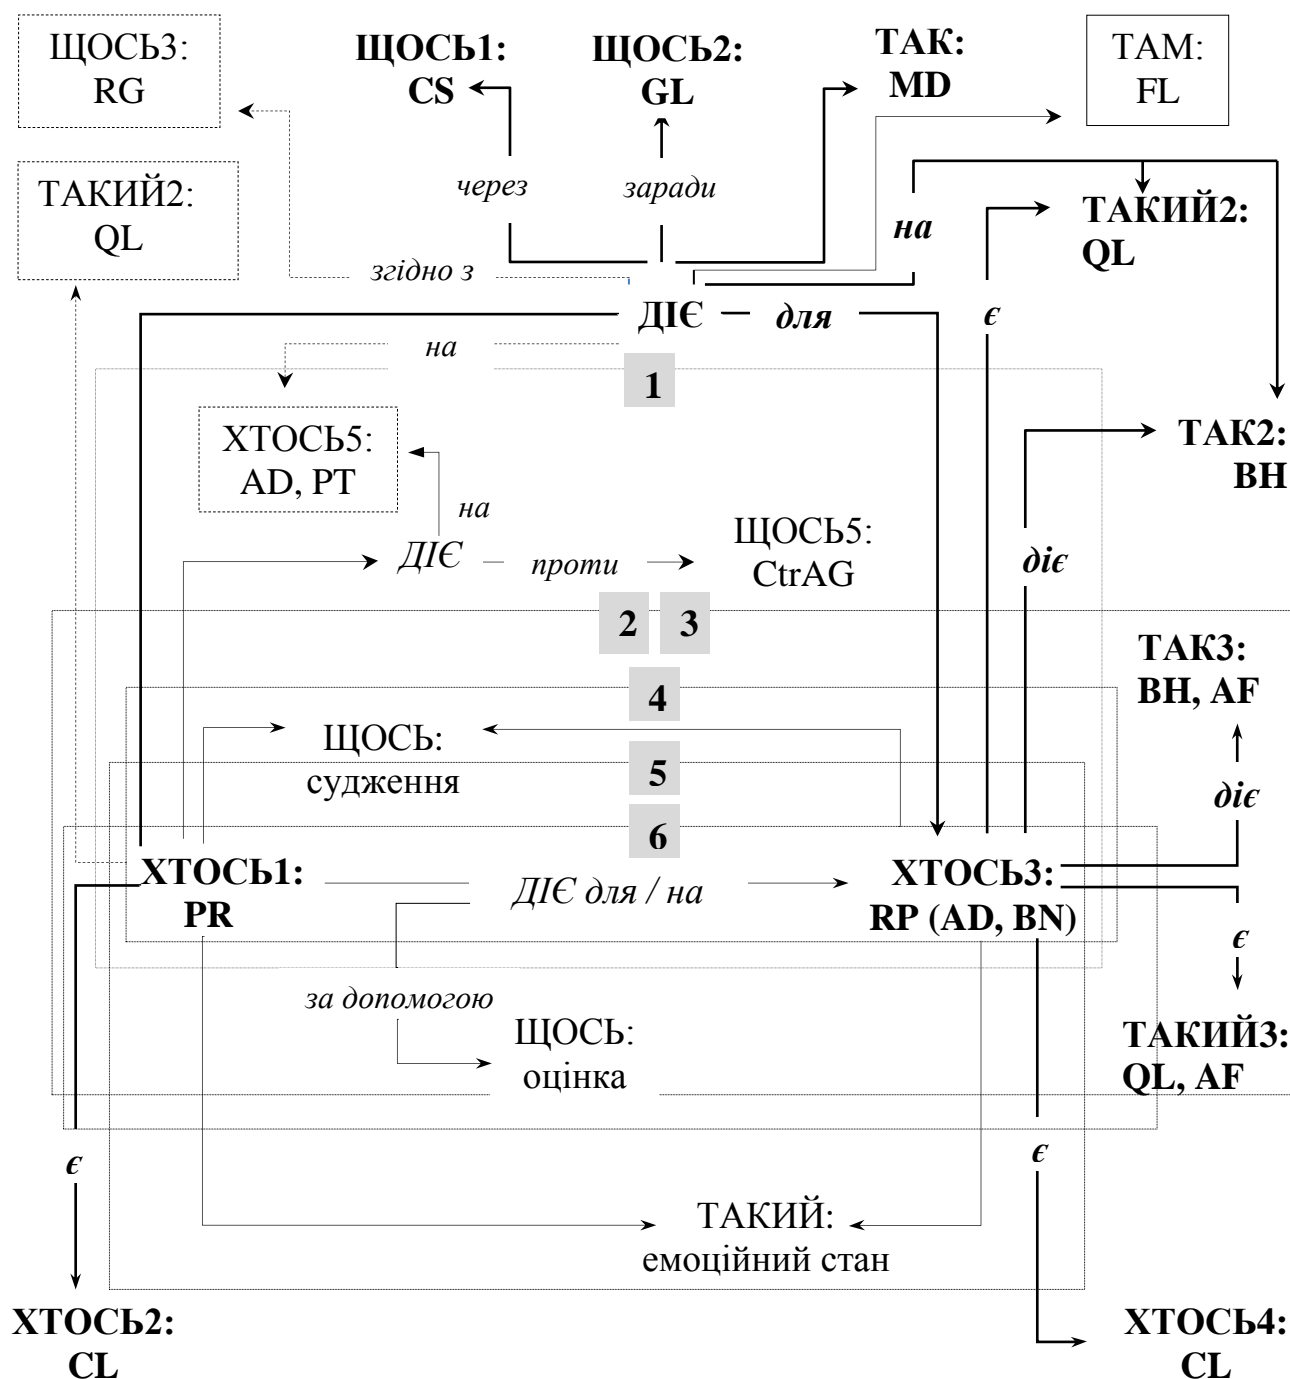 ЩОСЬ3:
RG
ЩОСЬ1:
CS
ЩОСЬ2:
GL
ТАК:
MD
ТАМ:
FL
ТАКИЙ2:
QL
через
заради
на
ТАКИЙ2:
QL
згідно з
ДІЄ
для
є
на
1
ХТОСЬ5:
AD, PT
ТАК2:
BH
на
ДІЄ
проти
ЩОСЬ5:
CtrAG
діє
2
3
ТАК3:
BH, AF
4
ЩОСЬ:
судження
5
діє
6
ХТОСЬ1:
PR
ДІЄ для / на
ХТОСЬ3:
RP (AD, BN)
є
за допомогою
ЩОСЬ:
оцінка
ТАКИЙ3:
QL, AF
є
є
ТАКИЙ:
емоційний стан
ХТОСЬ2:
CL
ХТОСЬ4:
CL